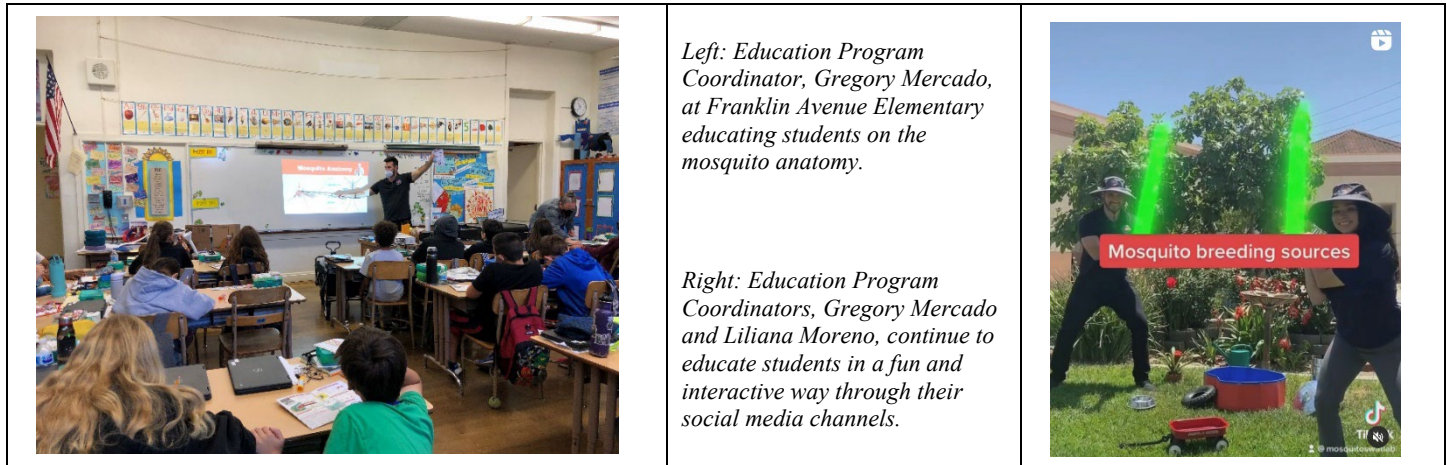 Mosquito Anatomy
Left: Education Program
Coordinator, Gregory Mercado,
at Franklin Avenue Elementary
educating students on the
mosquito anatomy.
Right: Education Program
Coordinators, Gregory Mercado
and Liliana Moreno, continue to
educate students in a fun and
interactive way through their
social media channels.
Mosquito breeding sources